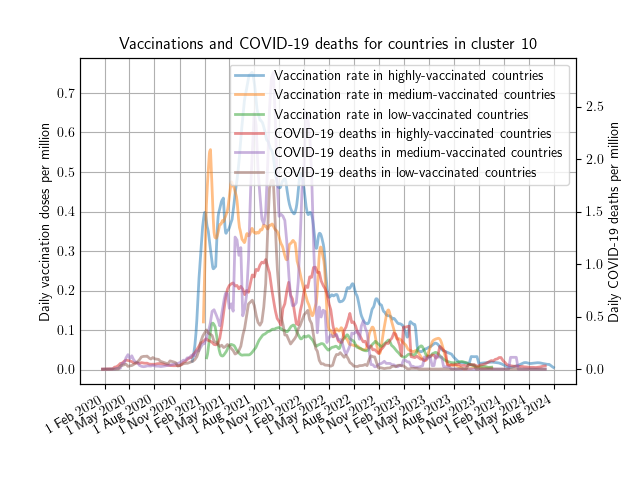 Vaccinations and COVID-19 deaths for countries in cluster 10
Vaccination rate in highly-vaccinated countries
Vaccination rate in medium-vaccinated countries
Vaccination rate in low-vaccinated countries
COVID-19 deaths in highly-vaccinated countries
COVID-19 deaths in medium-vaccinated countries
COVID-19 deaths in low-vaccinated countries
Daily vaccination doses per million
0.7
0.6
0.5
0.4
0.3
0.2
0.1
0.0
2.5
2.0
1.5
1.0
0.5
0.0
Daily COVID-19 deaths per million
1 Feb 2020
1 May 2020
1 Aug 2020
1 Nov 2020
1 Feb 2021
1 May 2021
1 Aug 2021
1 Nov 2021
1 Feb 2022
1 May 2022
1 Aug 2022
1 Nov 2022
1 Feb 2023
1 May 2023
1 Aug 2023
1 Nov 2023
1 Feb 2024
1 May 2024
1 Aug 2024